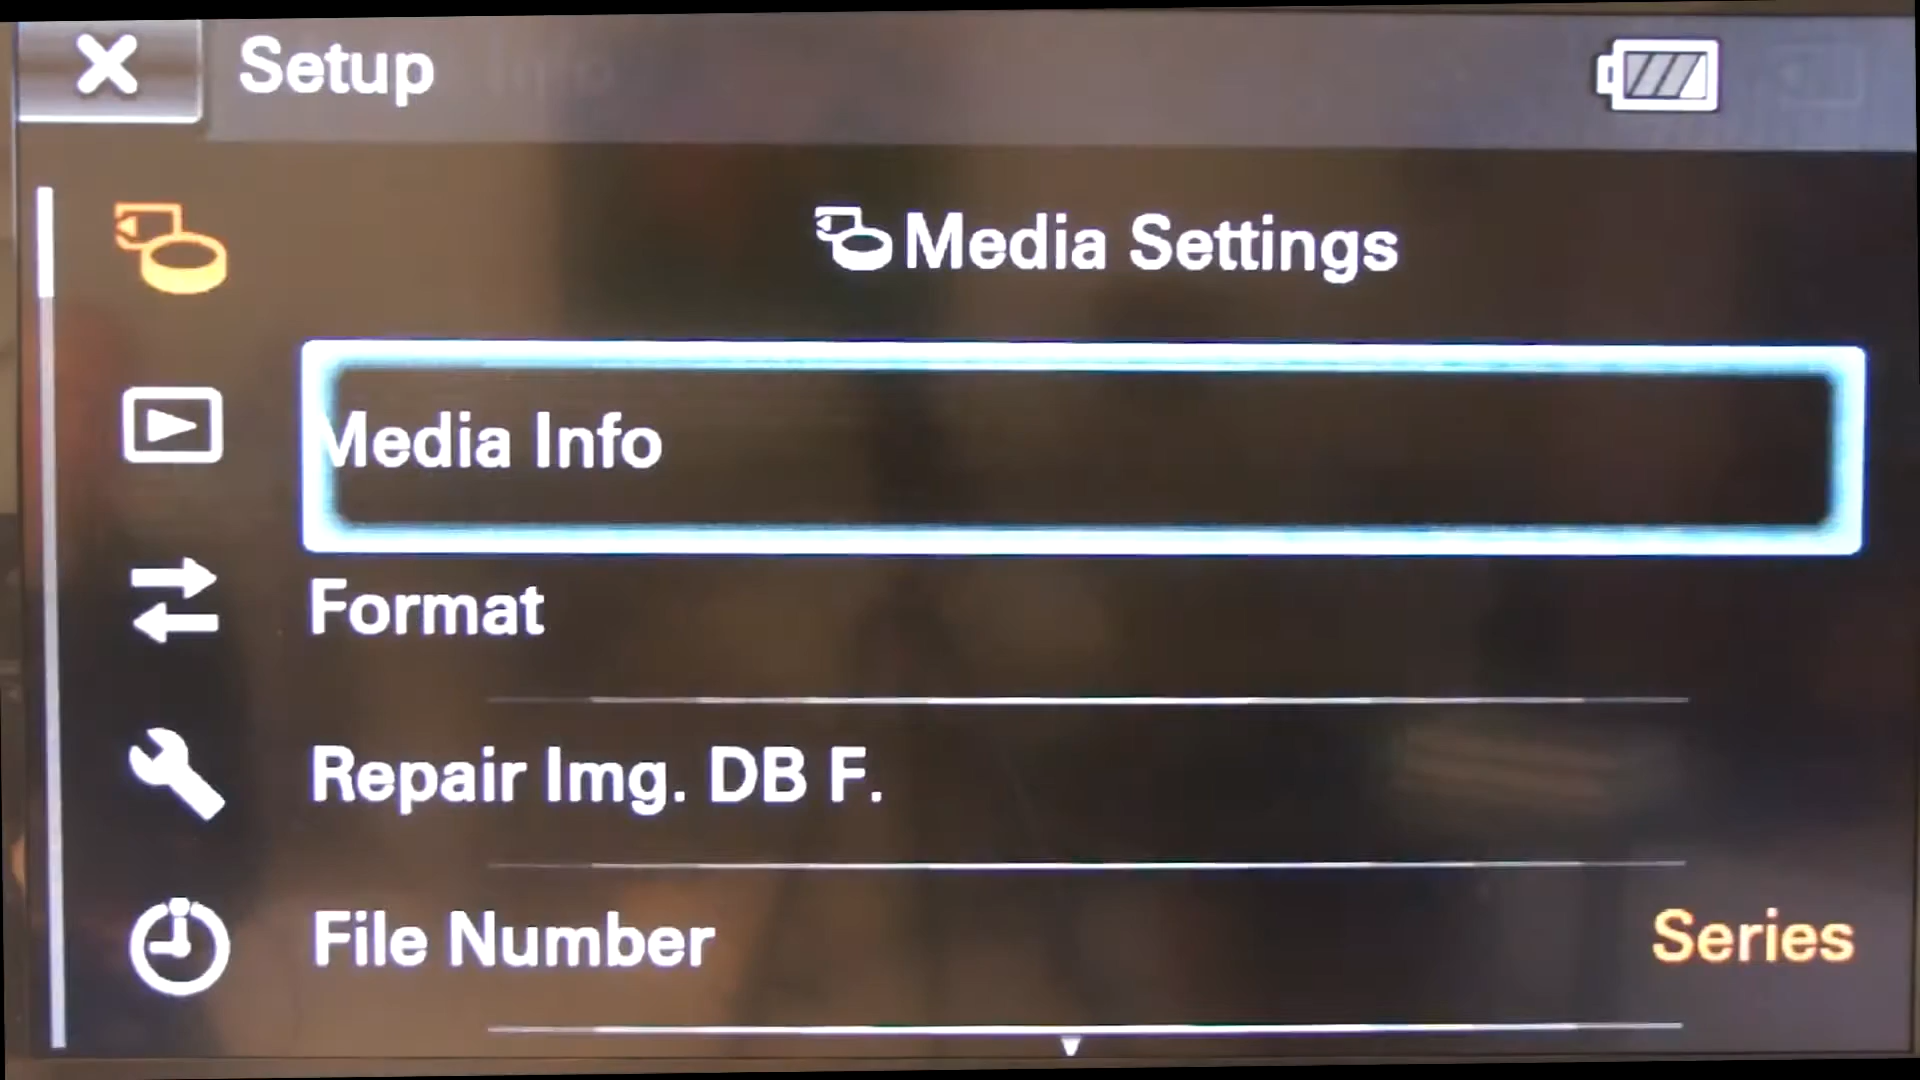 Setup
Media Settings
Media Info
Format
Repair Img. DB F.
File Number
Series